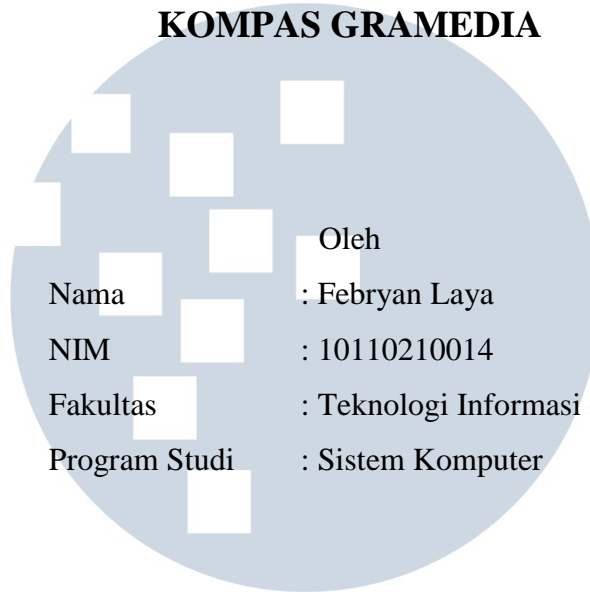 KOMPAS GRAMEDIA
Oleh
Nama : Febryan Laya
NIM : 10110210014
Fakultas : Teknologi Informasi
Program Studi : Sistem Komputer